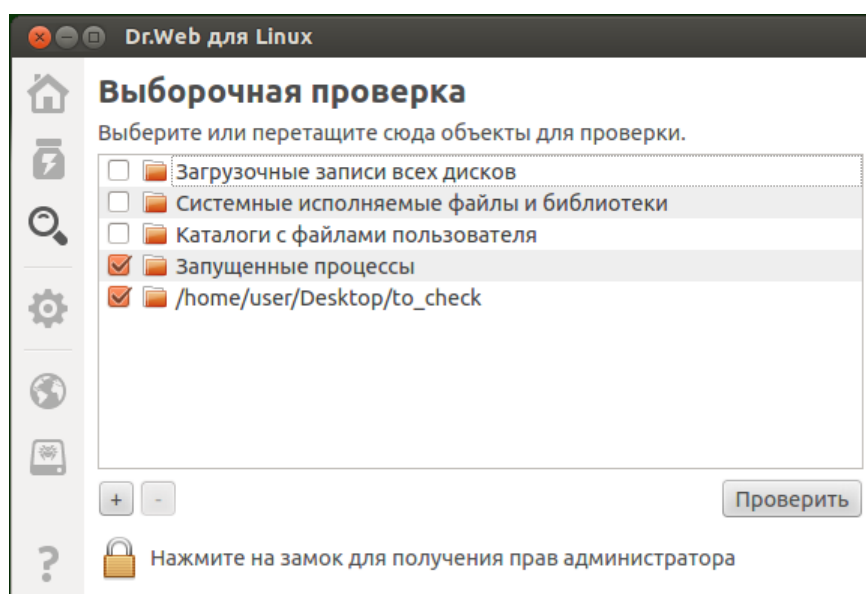 Dr.Web для Linux
Выборочная проверка
Выберите или перетащите сюда объекты для проверки.
Загрузочные записи всех дисков
Системные исполняемые файлы и библиотеки
Каталоги с файлами пользователя
Запущенные процессы
/home/user/Desktop/to_check
+ -
Проверить
Нажмите на замок для получения прав администратора
?